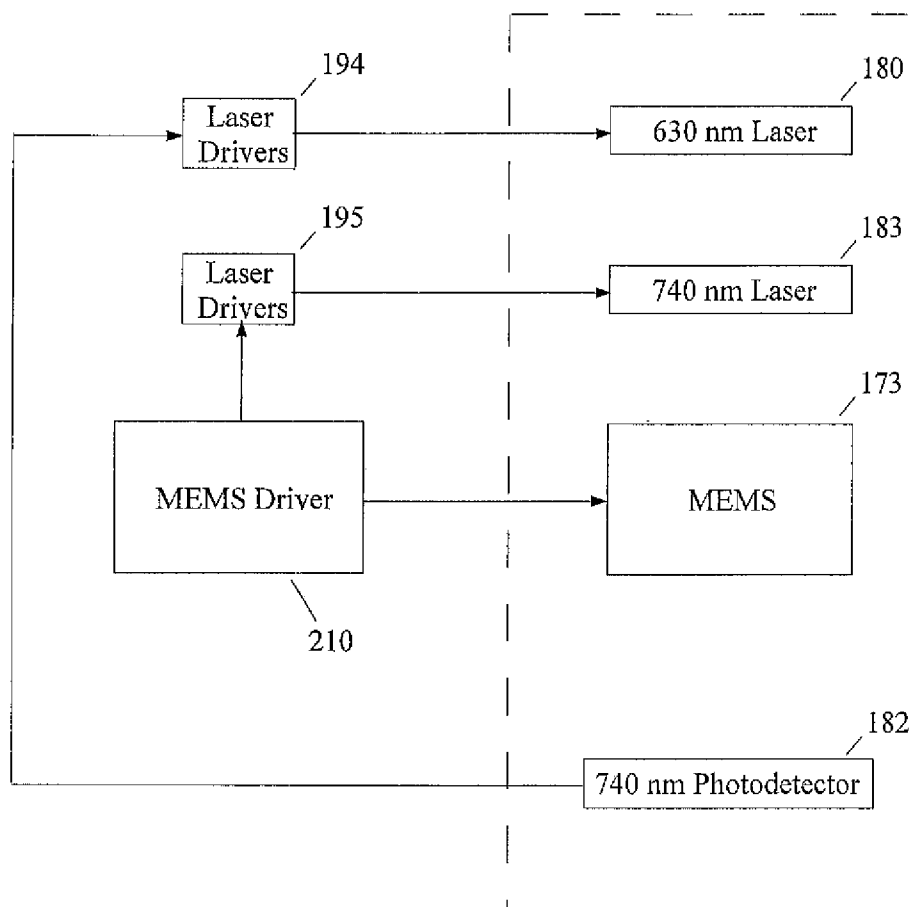 194
Laser
Drivers
180
630 nm Laser
195
Laser
Drivers
183
740 nm Laser
173
MEMS Driver
MEMS
210
182
740 nm Photodetector